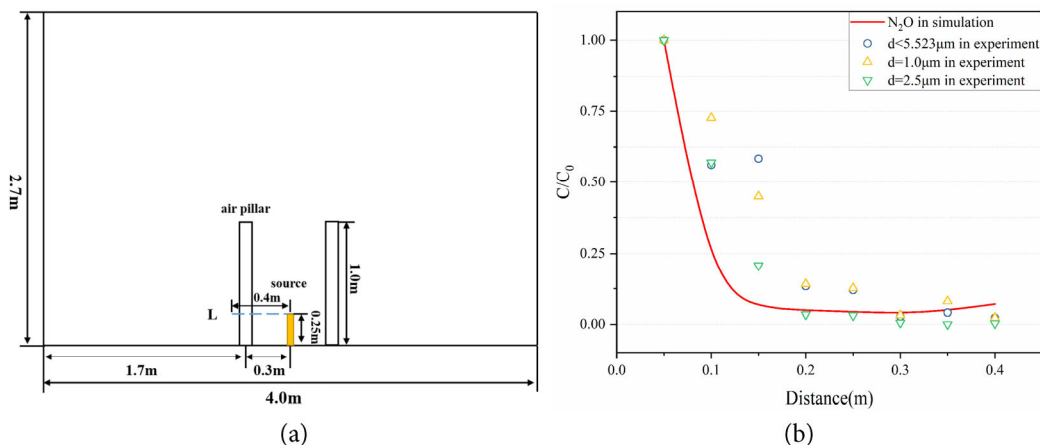 2.7m
air pillar
source
0.4m
L
0.25m
1.0m
1.7m
0.3m
4.0m
(a)
N₂O in simulation
d<5.523μm in experiment
d=1.0μm in experiment
d=2.5μm in experiment
C/C₀
1.00
0.75
0.50
0.25
0.00
0.0 0.1 0.2 0.3 0.4
Distance(m)
(b)